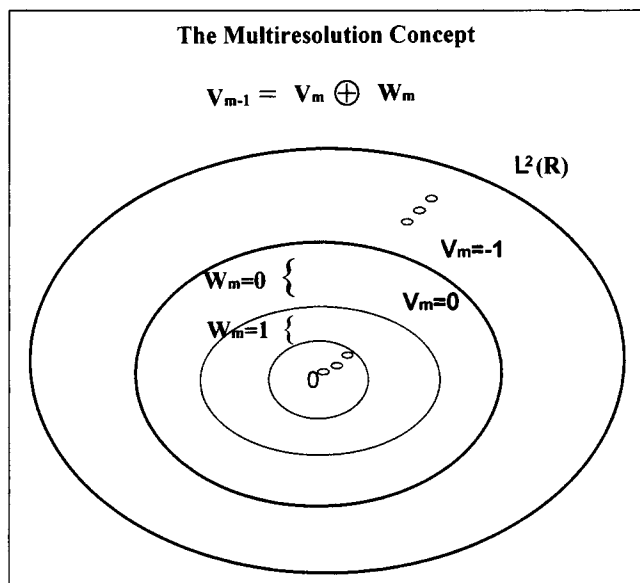 The Multiresolution Concept
Vm-1 = Vm ⊕ Wm
L²(R)
Vm=-1
Wm=0 {
Vm=0
Wm=1 {
0